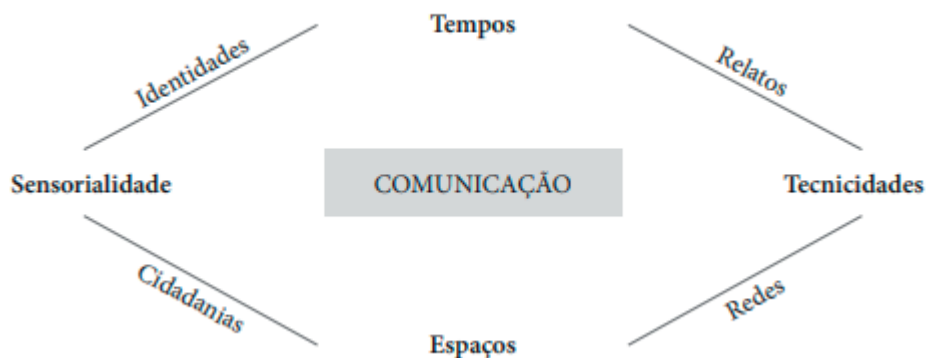 Tempos
Identidades
Relatos
Sensorialidade
COMUNICAÇÃO
Tecnicidades
Cidadanias
Redes
Espaços